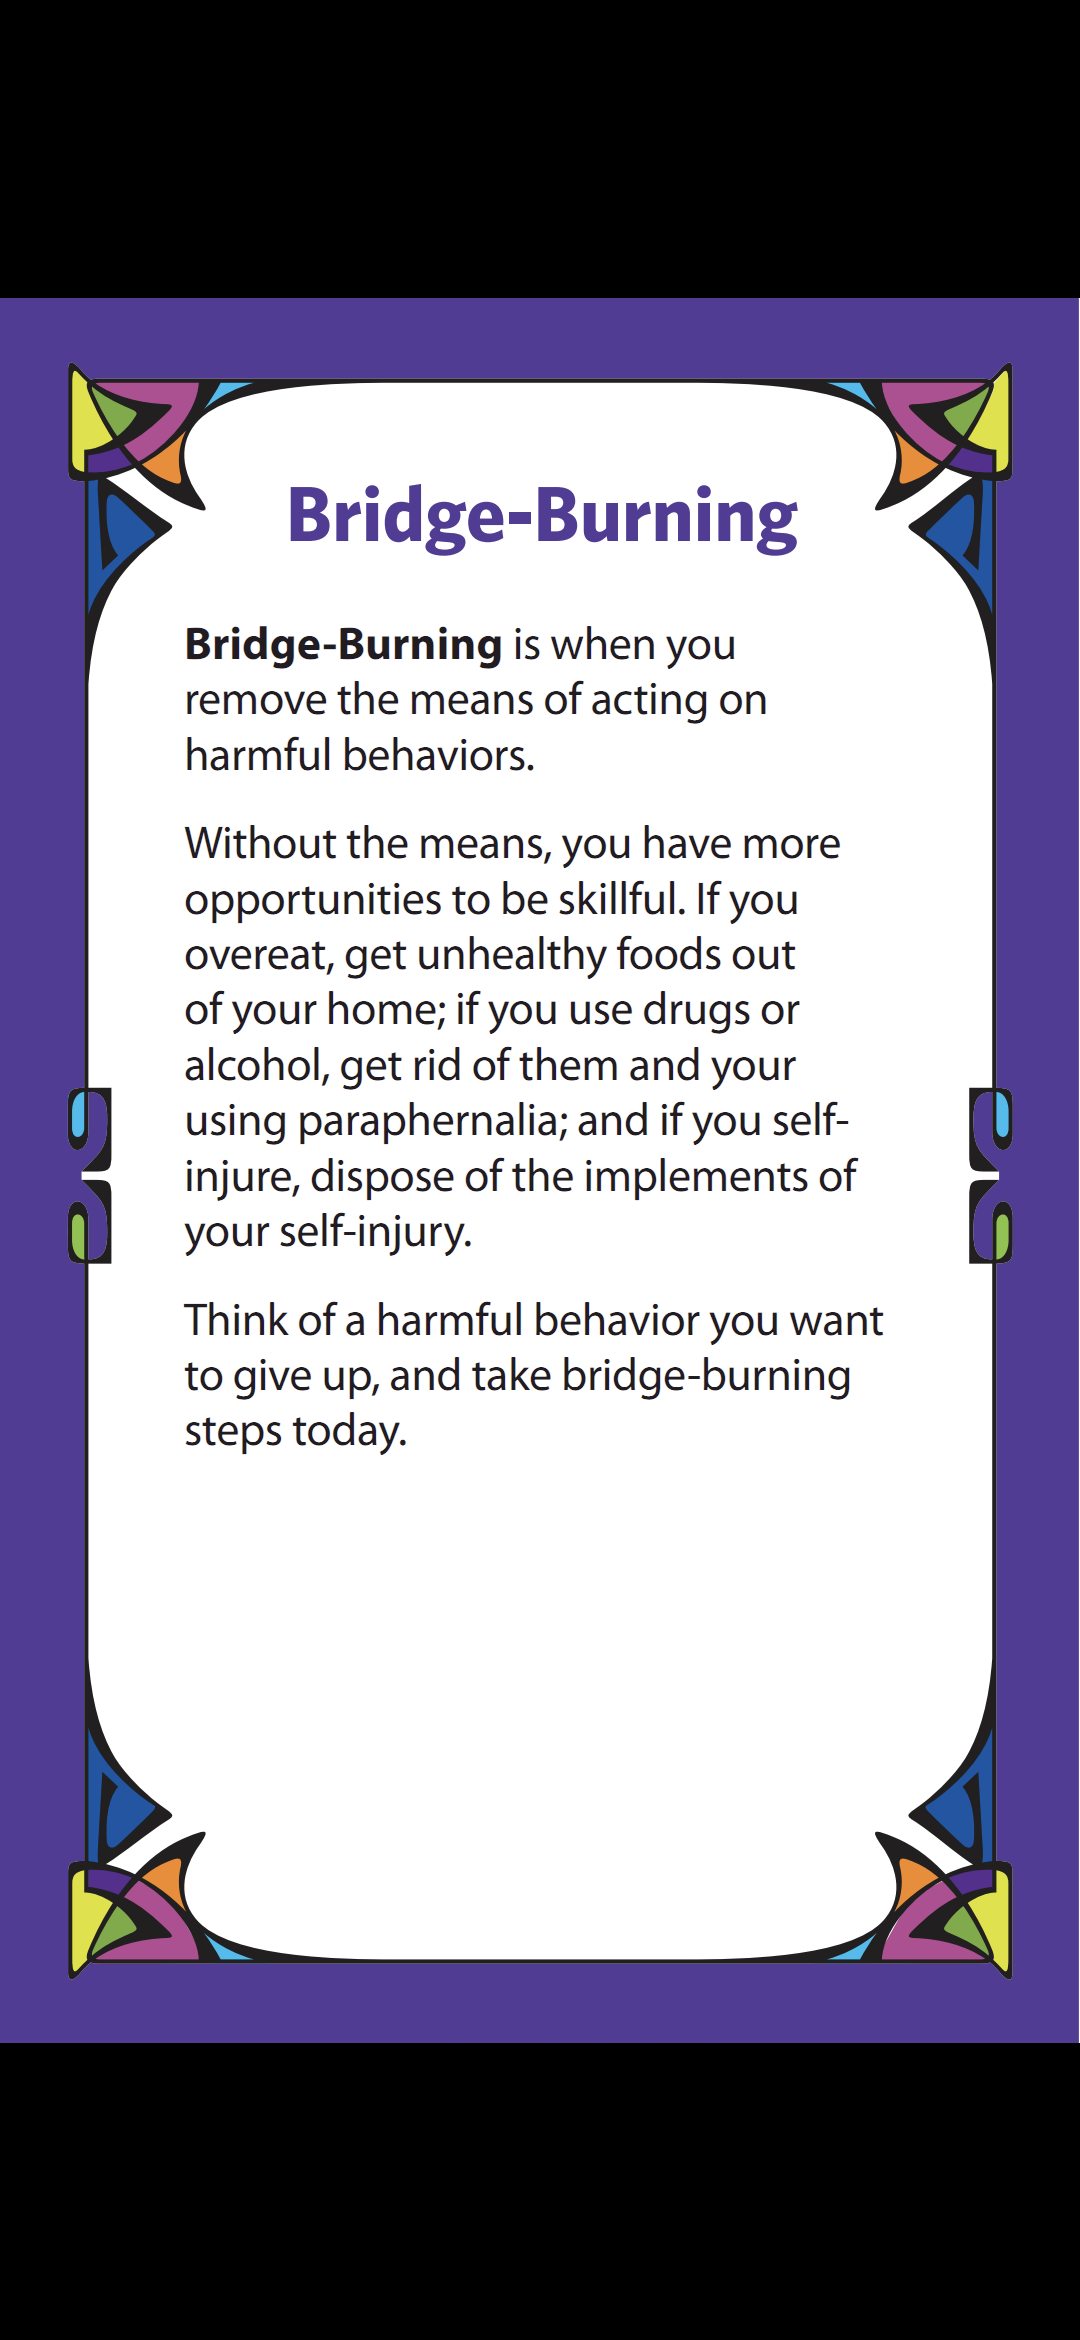 Bridge-Burning
Bridge-Burning is when you
remove the means of acting on
harmful behaviors.
Without the means, you have more
opportunities to be skillful. If you
overeat, get unhealthy foods out
of your home; if you use drugs or
alcohol, get rid of them and your
using paraphernalia; and if you self-
injure, dispose of the implements of
your self-injury.
Think of a harmful behavior you want
to give up, and take bridge-burning
steps today.